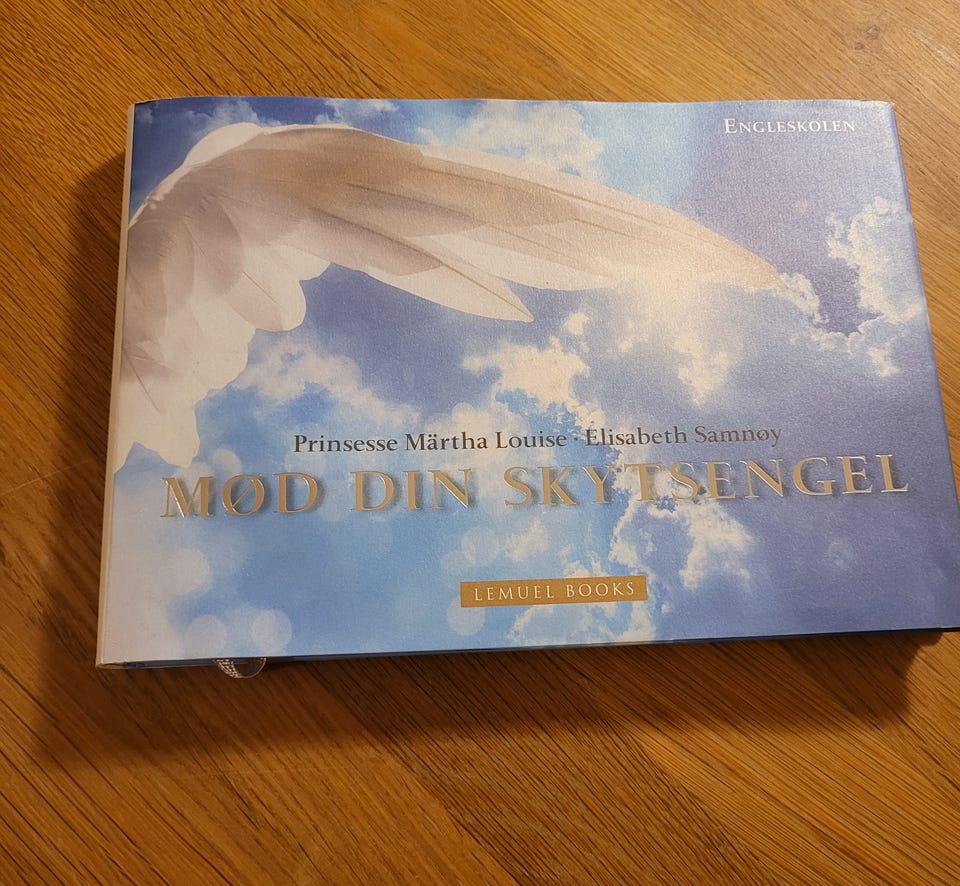 ENGLESKOLEN
Prinsesse Märtha Louise · Elisabeth Samnøy
MØD DIN SKYTSENGEL
LEMUEL BOOKS